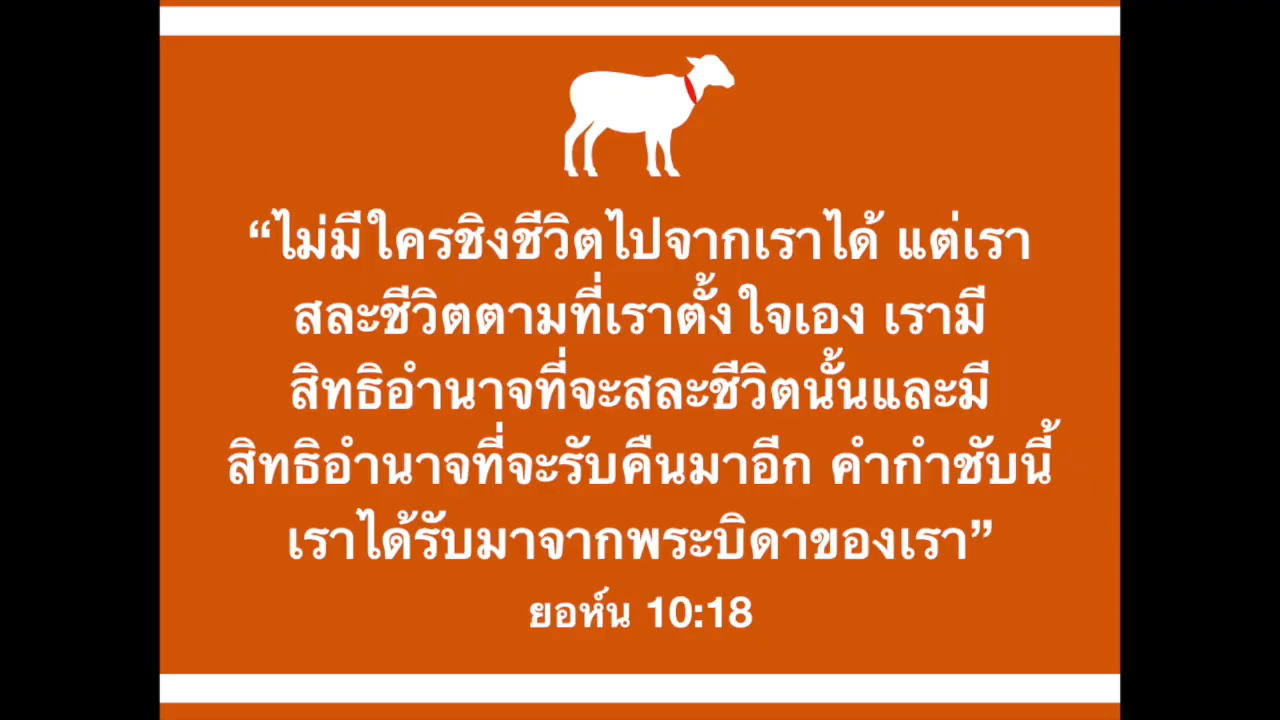 “ไม่มีใครชิงชีวิตไปจากเราได้ แต่เรา
สละชีวิตตามที่เราตั้งใจเอง เรามี
สิทธิอำนาจที่จะสละชีวิตนั้นและมี
สิทธิอำนาจที่จะรับคืนมาอีก คำกำชับนี้
เราได้รับมาจากพระบิดาของเรา”
ยอห์น 10:18